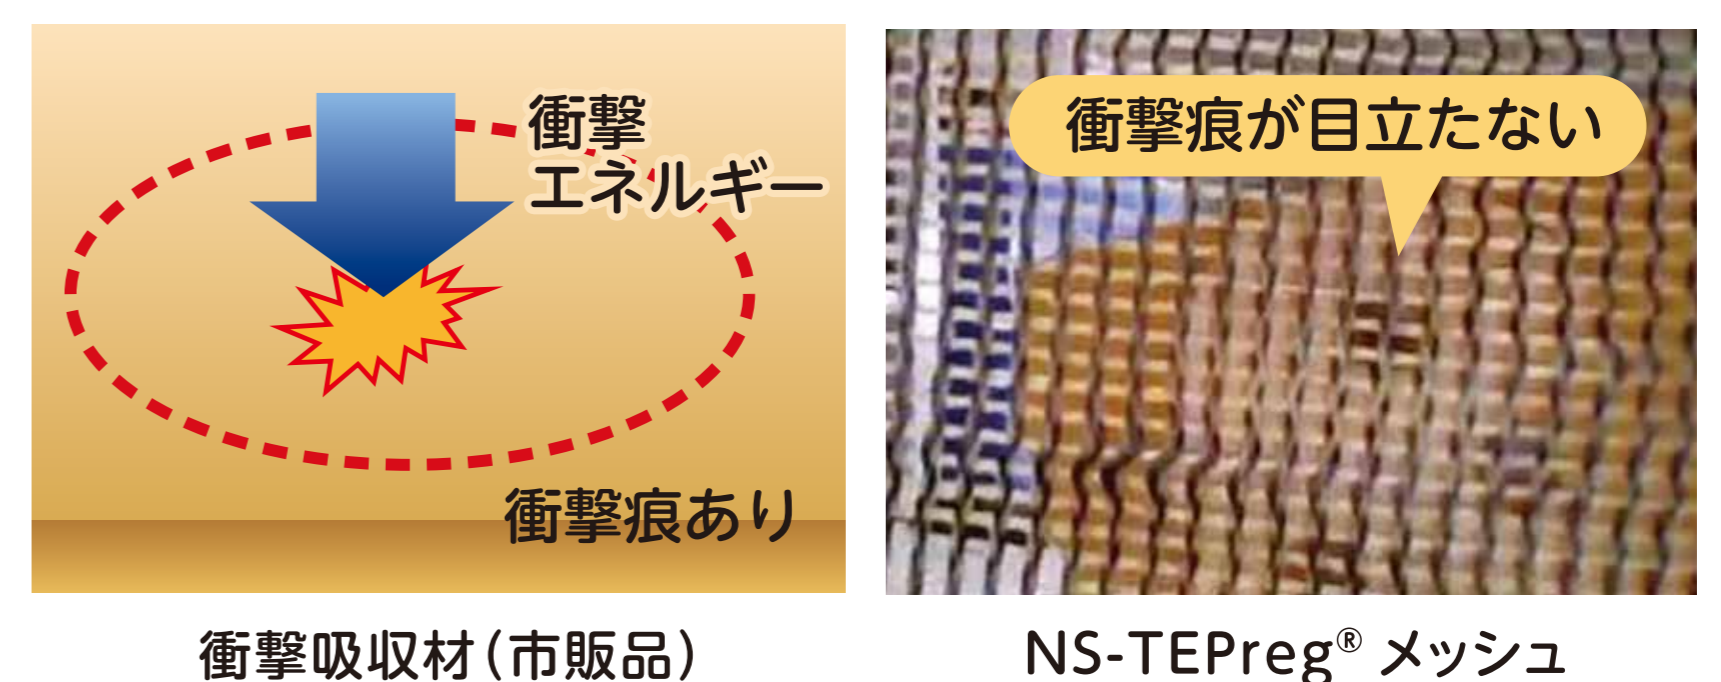 衝撃
エネルギー
衝撃痕あり
衝撃吸収材(市販品)
衝撃痕が目立たない
NS-TEPreg® メッシュ